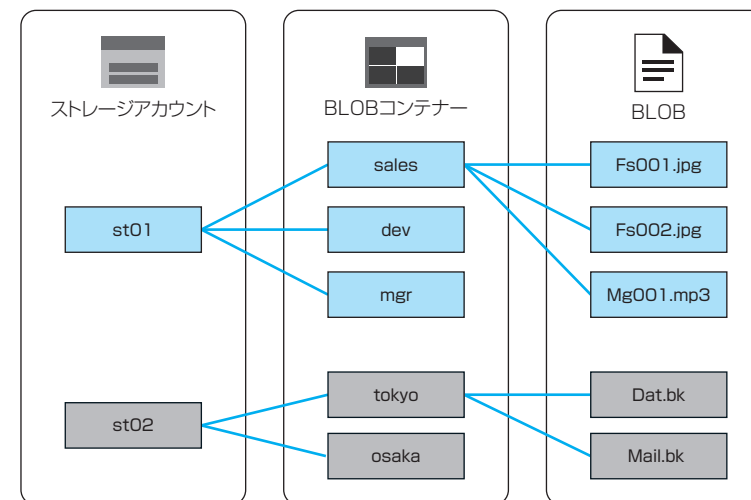 ストレージアカウント
BLOBコンテナー
BLOB
sales
Fs001.jpg
st01
dev
Fs002.jpg
mgr
Mg001.mp3
tokyo
Dat.bk
st02
osaka
Mail.bk